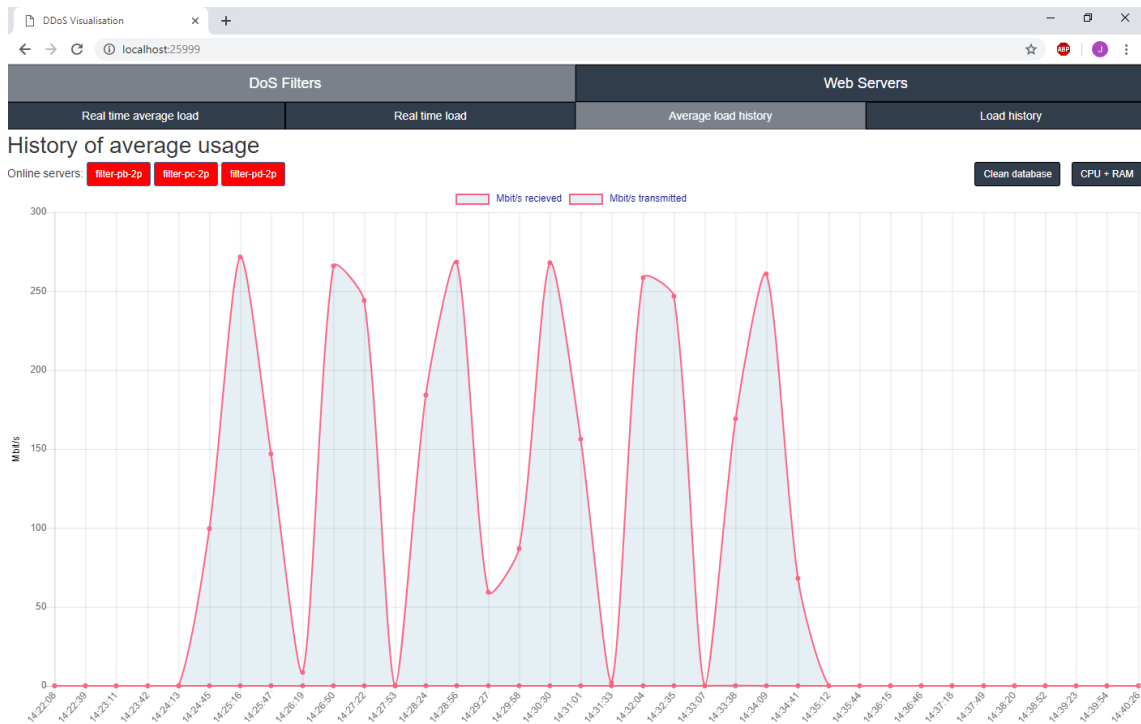 DDoS Visualisation
localhost:25999
ABP
J
DoS Filters Web Servers
Real time average load Real time load Average load history Load history
History of average usage
Online servers: filter-pb-2p filter-pc-2p filter-pd-2p Clean database CPU + RAM
Mbit/s recieved Mbit/s transmitted
300
250
200
150
100
50
0
Mbit/s
14:22:08 14:22:39 14:23:11 14:23:42 14:24:13 14:24:45 14:25:16 14:25:47 14:26:19 14:26:50 14:27:22 14:27:53 14:28:24 14:28:56 14:29:27 14:29:58 14:30:30 14:31:01 14:31:33 14:32:04 14:32:35 14:33:07 14:33:38 14:34:09 14:34:41 14:35:12 14:35:44 14:36:15 14:36:46 14:37:18 14:37:49 14:38:20 14:38:52 14:39:23 14:39:54 14:40:26